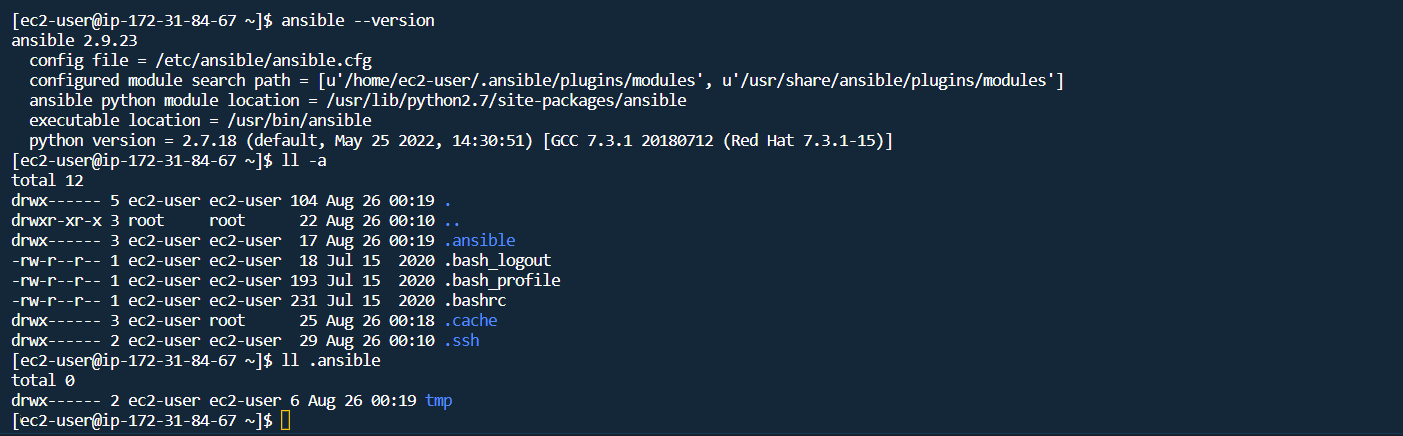 [ec2-user@ip-172-31-84-67 ~]$ ansible --version
ansible 2.9.23
  config file = /etc/ansible/ansible.cfg
  configured module search path = [u'/home/ec2-user/.ansible/plugins/modules', u'/usr/share/ansible/plugins/modules']
  ansible python module location = /usr/lib/python2.7/site-packages/ansible
  executable location = /usr/bin/ansible
  python version = 2.7.18 (default, May 25 2022, 14:30:51) [GCC 7.3.1 20180712 (Red Hat 7.3.1-15)]
[ec2-user@ip-172-31-84-67 ~]$ ll -a
total 12
drwx------ 5 ec2-user ec2-user 104 Aug 26 00:19 .
drwxr-xr-x 3 root     root      22 Aug 26 00:10 ..
drwx------ 3 ec2-user ec2-user  17 Aug 26 00:19 .ansible
-rw-r--r-- 1 ec2-user ec2-user  18 Jul 15  2020 .bash_logout
-rw-r--r-- 1 ec2-user ec2-user 193 Jul 15  2020 .bash_profile
-rw-r--r-- 1 ec2-user ec2-user 231 Jul 15  2020 .bashrc
drwx------ 3 ec2-user root      25 Aug 26 00:18 .cache
drwx------ 2 ec2-user ec2-user  29 Aug 26 00:10 .ssh
[ec2-user@ip-172-31-84-67 ~]$ ll .ansible
total 0
drwx------ 2 ec2-user ec2-user 6 Aug 26 00:19 tmp
[ec2-user@ip-172-31-84-67 ~]$